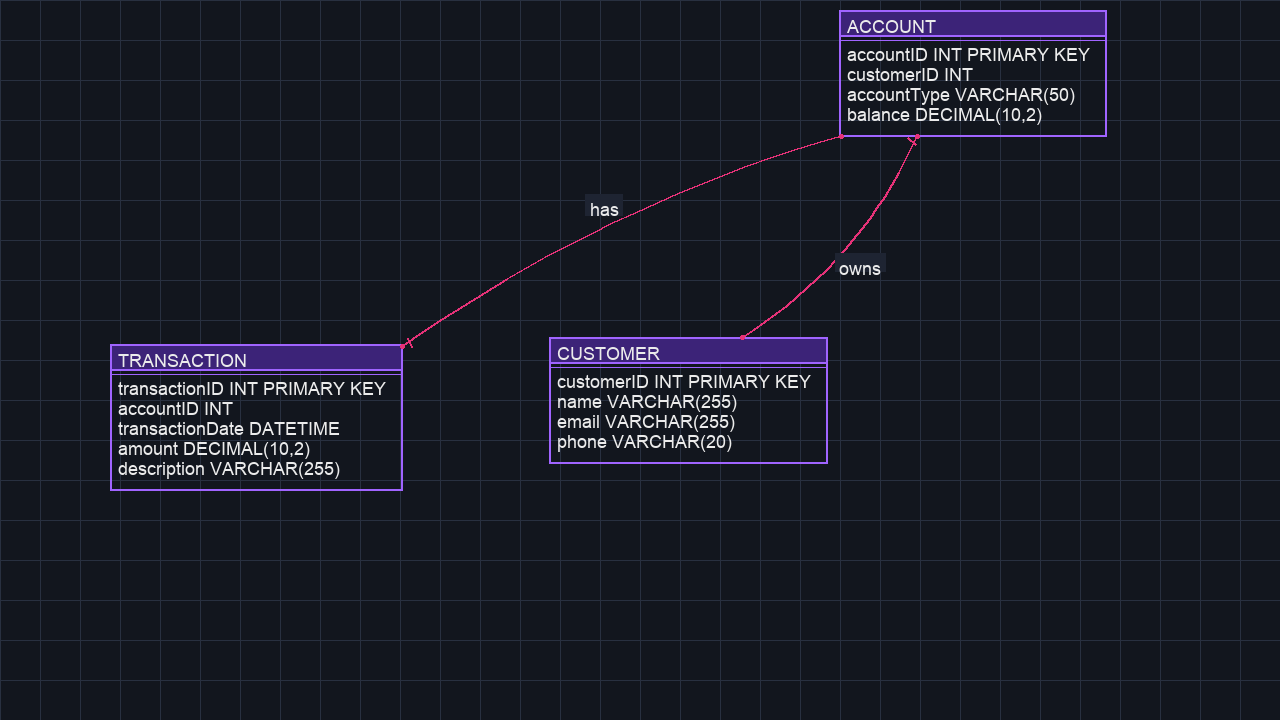 ACCOUNT
accountID INT PRIMARY KEY
customerID INT
accountType VARCHAR(50)
balance DECIMAL(10,2)
has
owns
TRANSACTION
transactionID INT PRIMARY KEY
accountID INT
transactionDate DATETIME
amount DECIMAL(10,2)
description VARCHAR(255)
CUSTOMER
customerID INT PRIMARY KEY
name VARCHAR(255)
email VARCHAR(255)
phone VARCHAR(20)